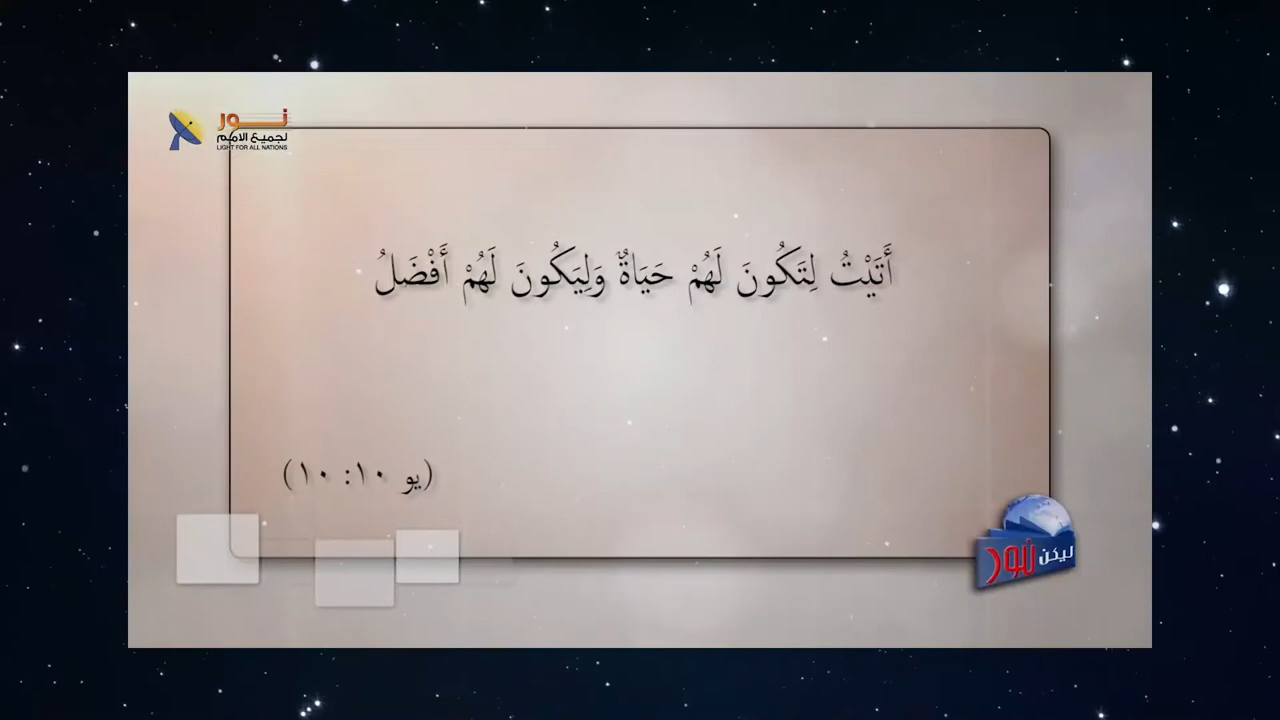 نور
لجميع الامم
LIGHT FOR ALL NATIONS
أَتَيْتُ لِتَكُونَ لَهُمْ حَيَاةٌ وَلِيَكُونَ لَهُمْ أَفْضَلُ
(يو ١٠: ١٠)
ليكن نور